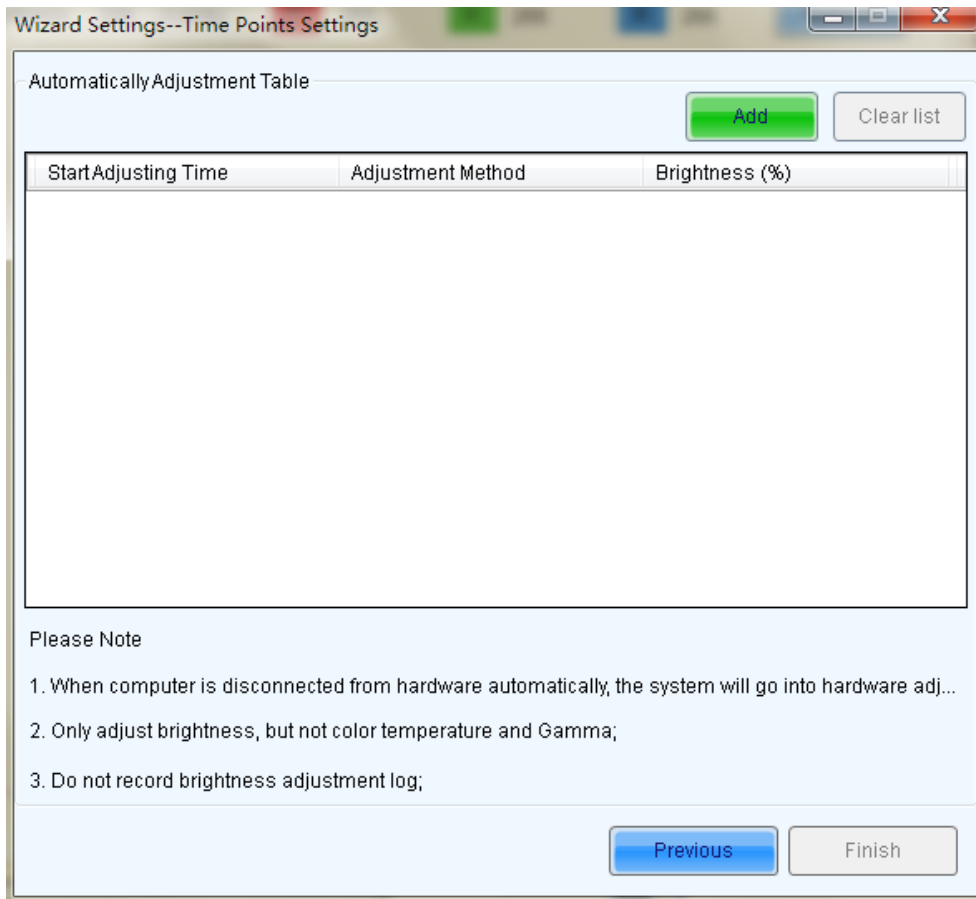 Wizard Settings--Time Points Settings
Automatically Adjustment Table
Add
Clear list
Start Adjusting Time
Adjustment Method
Brightness (%)
Please Note
1. When computer is disconnected from hardware automatically, the system will go into hardware adj...
2. Only adjust brightness, but not color temperature and Gamma;
3. Do not record brightness adjustment log;
Previous
Finish